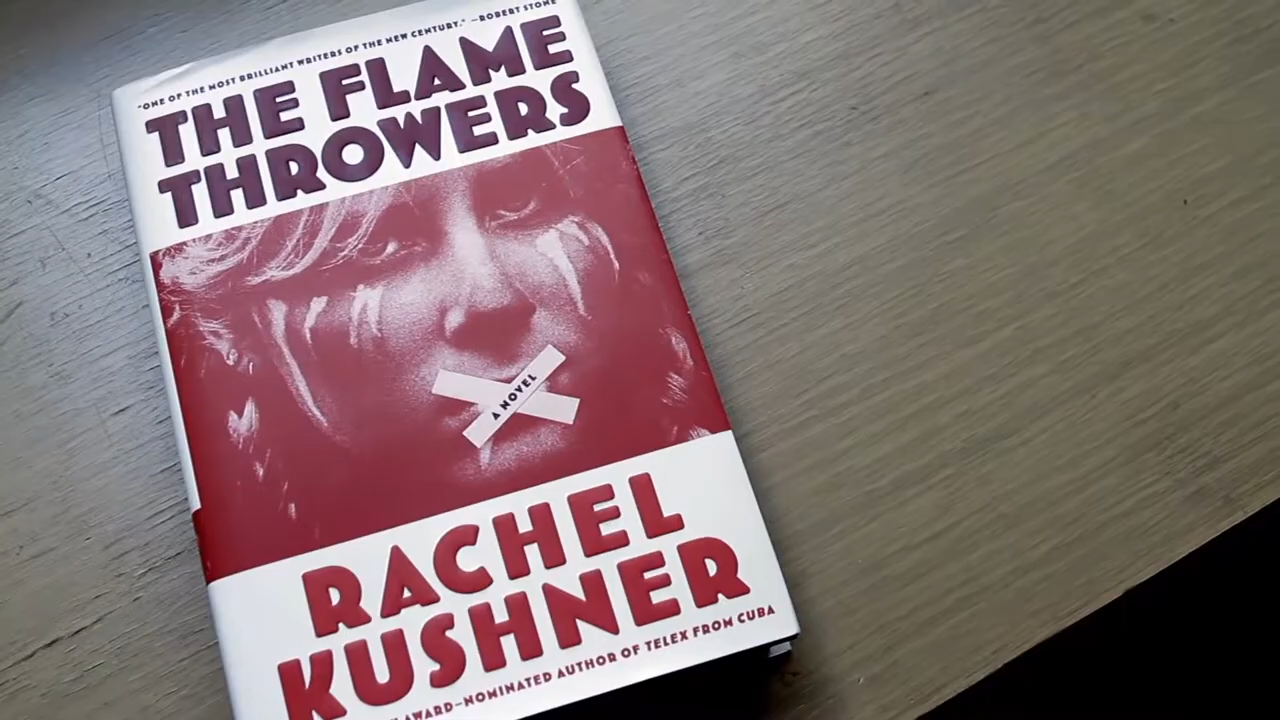 "ONE OF THE MOST BRILLIANT WRITERS OF THE NEW CENTURY." —ROBERT STONE
THE FLAME
THROWERS
A NOVEL
RACHEL
KUSHNER
AWARD–NOMINATED AUTHOR OF TELEX FROM CUBA